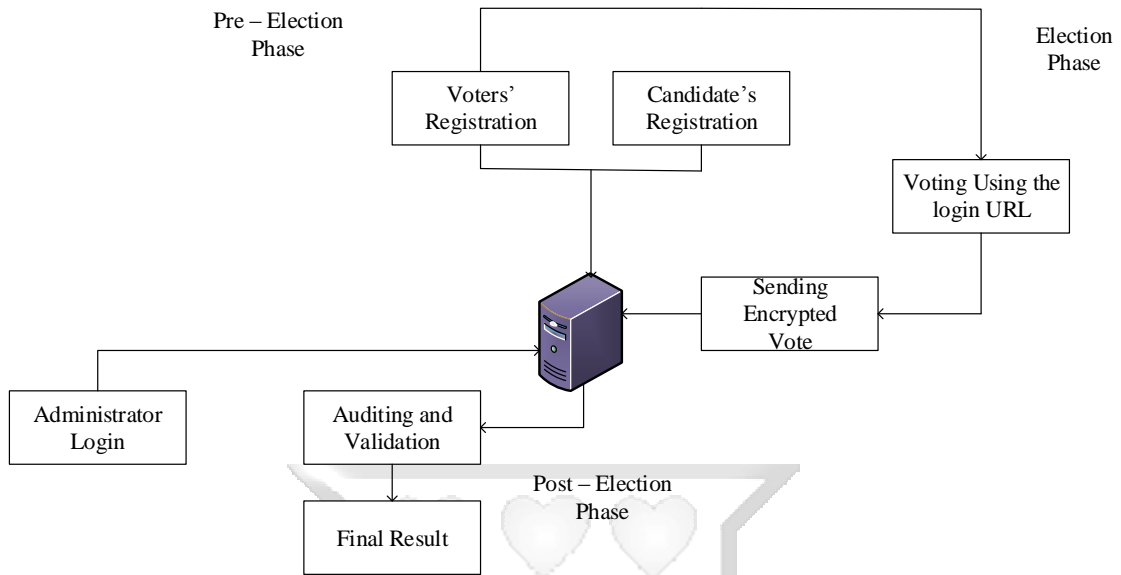 Pre – Election
Phase
Election
Phase
Voters’
Registration
Candidate’s
Registration
Voting Using the
login URL
Sending
Encrypted
Vote
Administrator
Login
Auditing and
Validation
Post – Election
Phase
Final Result